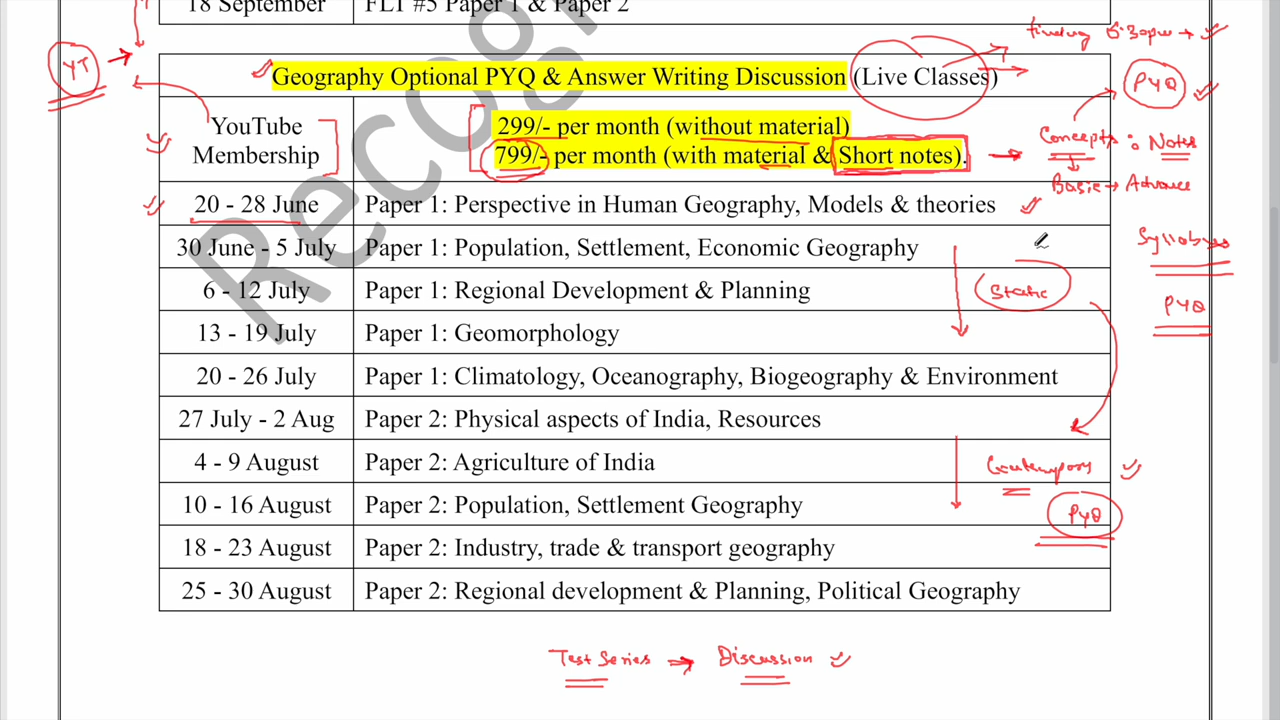 18 September FLT #5 Paper 1 & Paper 2
6:30pm
YT
Geography Optional PYQ & Answer Writing Discussion (Live Classes)
PYQ
YouTube Membership
299/- per month (without material)
799/- per month (with material & Short notes).
Concepts : Notes
Basic → Advance
20 - 28 June Paper 1: Perspective in Human Geography, Models & theories
30 June - 5 July Paper 1: Population, Settlement, Economic Geography
Syllabus
6 - 12 July Paper 1: Regional Development & Planning
Static
PYQ
13 - 19 July Paper 1: Geomorphology
20 - 26 July Paper 1: Climatology, Oceanography, Biogeography & Environment
27 July - 2 Aug Paper 2: Physical aspects of India, Resources
4 - 9 August Paper 2: Agriculture of India
10 - 16 August Paper 2: Population, Settlement Geography
PYQ
18 - 23 August Paper 2: Industry, trade & transport geography
25 - 30 August Paper 2: Regional development & Planning, Political Geography
Test Series → Discussion